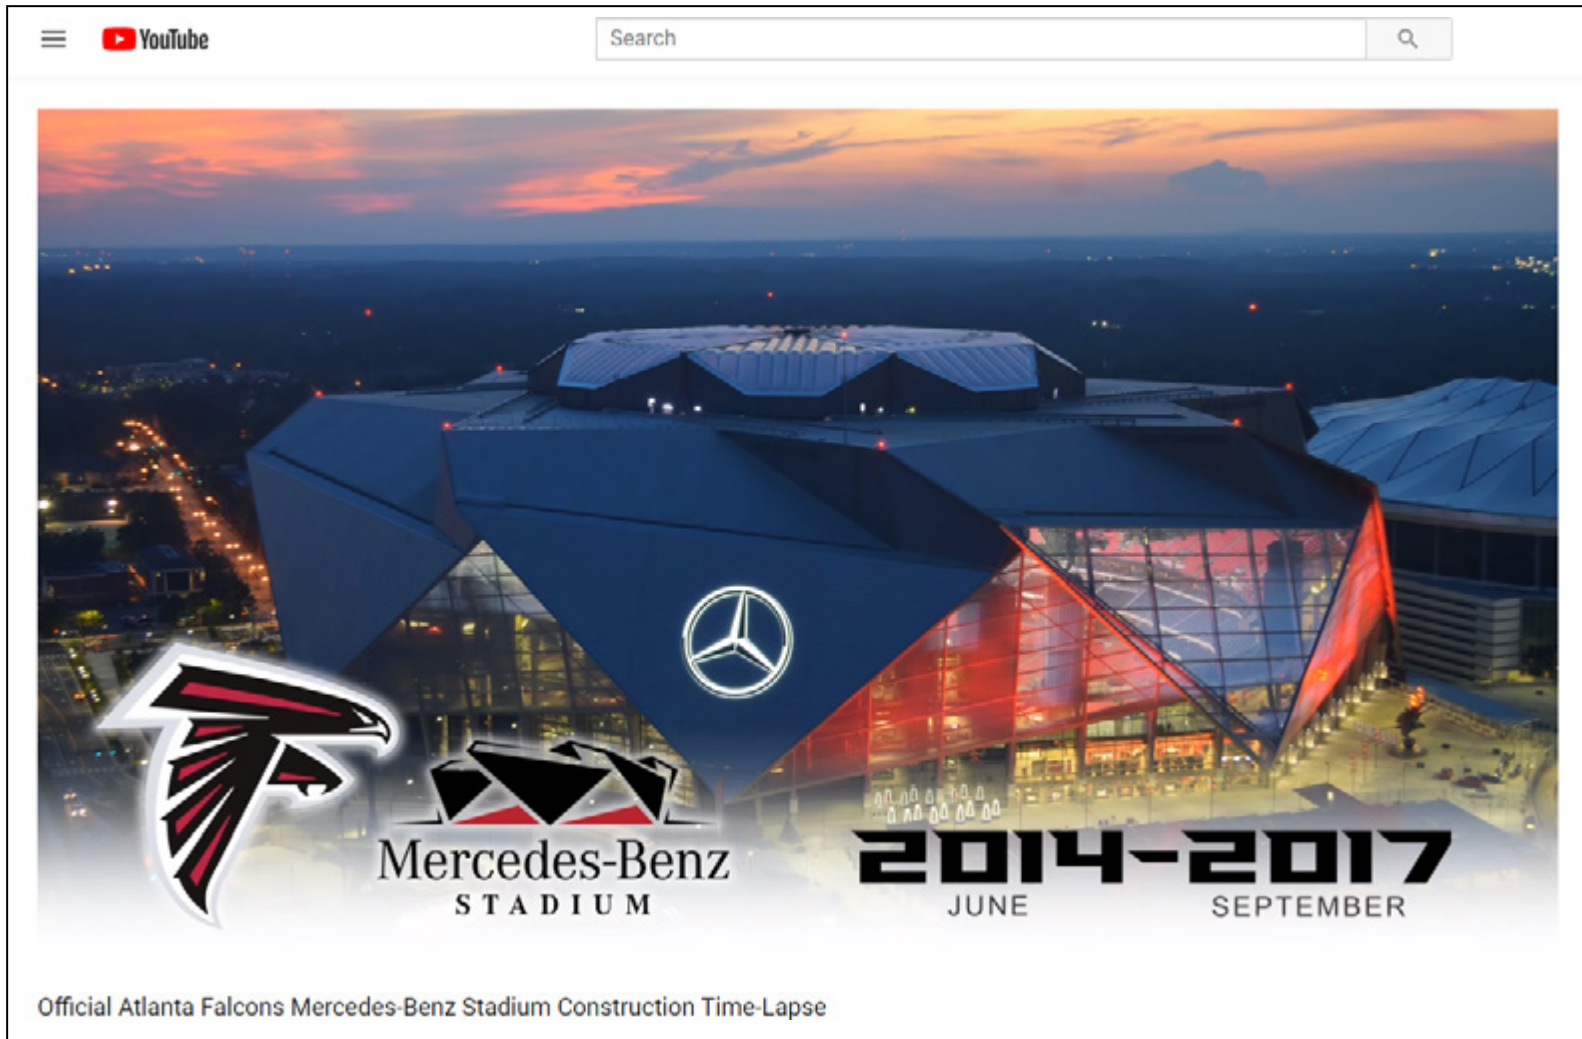 YouTube
Search
Mercedes-Benz
STADIUM
2014-2017
JUNE SEPTEMBER
Official Atlanta Falcons Mercedes-Benz Stadium Construction Time-Lapse